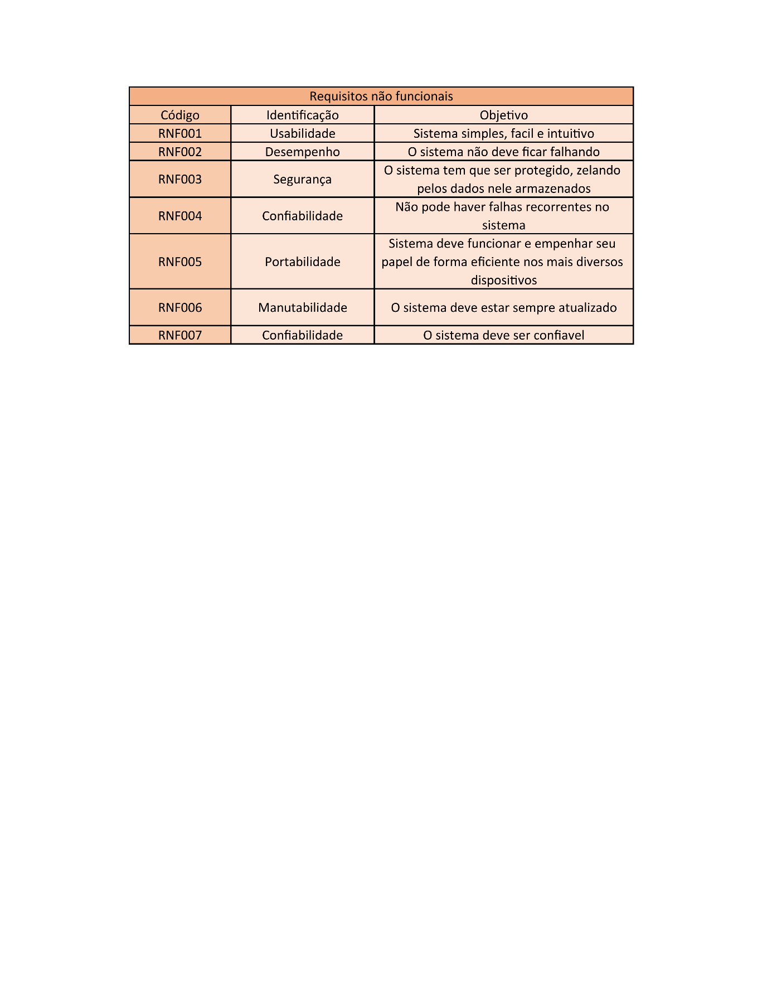 Requisitos não funcionais
Código Identificação Objetivo
RNF001 Usabilidade Sistema simples, facil e intuitivo
RNF002 Desempenho O sistema não deve ficar falhando
RNF003 Segurança O sistema tem que ser protegido, zelando
pelos dados nele armazenados
RNF004 Confiabilidade Não pode haver falhas recorrentes no
sistema
RNF005 Portabilidade Sistema deve funcionar e empenhar seu
papel de forma eficiente nos mais diversos
dispositivos
RNF006 Manutabilidade O sistema deve estar sempre atualizado
RNF007 Confiabilidade O sistema deve ser confiavel